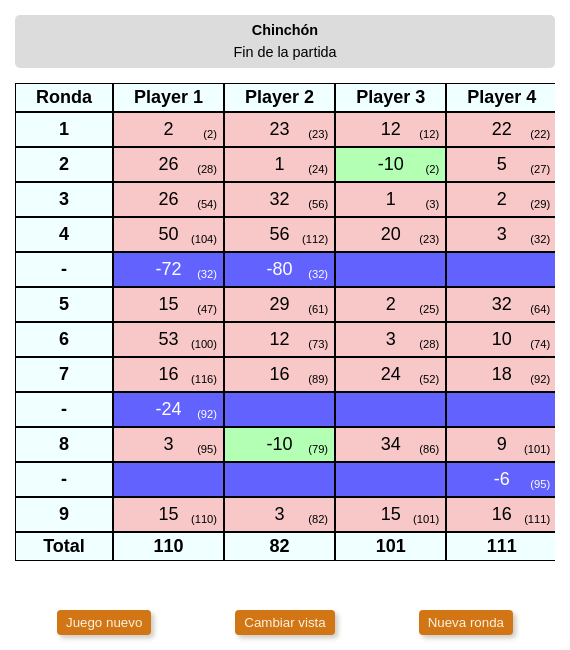 Chinchón
Fin de la partida
Ronda Player 1 Player 2 Player 3 Player 4
1 2 (2) 23 (23) 12 (12) 22 (22)
2 26 (28) 1 (24) -10 (2) 5 (27)
3 26 (54) 32 (56) 1 (3) 2 (29)
4 50 (104) 56 (112) 20 (23) 3 (32)
- -72 (32) -80 (32)
5 15 (47) 29 (61) 2 (25) 32 (64)
6 53 (100) 12 (73) 3 (28) 10 (74)
7 16 (116) 16 (89) 24 (52) 18 (92)
- -24 (92)
8 3 (95) -10 (79) 34 (86) 9 (101)
- -6 (95)
9 15 (110) 3 (82) 15 (101) 16 (111)
Total 110 82 101 111
Juego nuevo Cambiar vista Nueva ronda